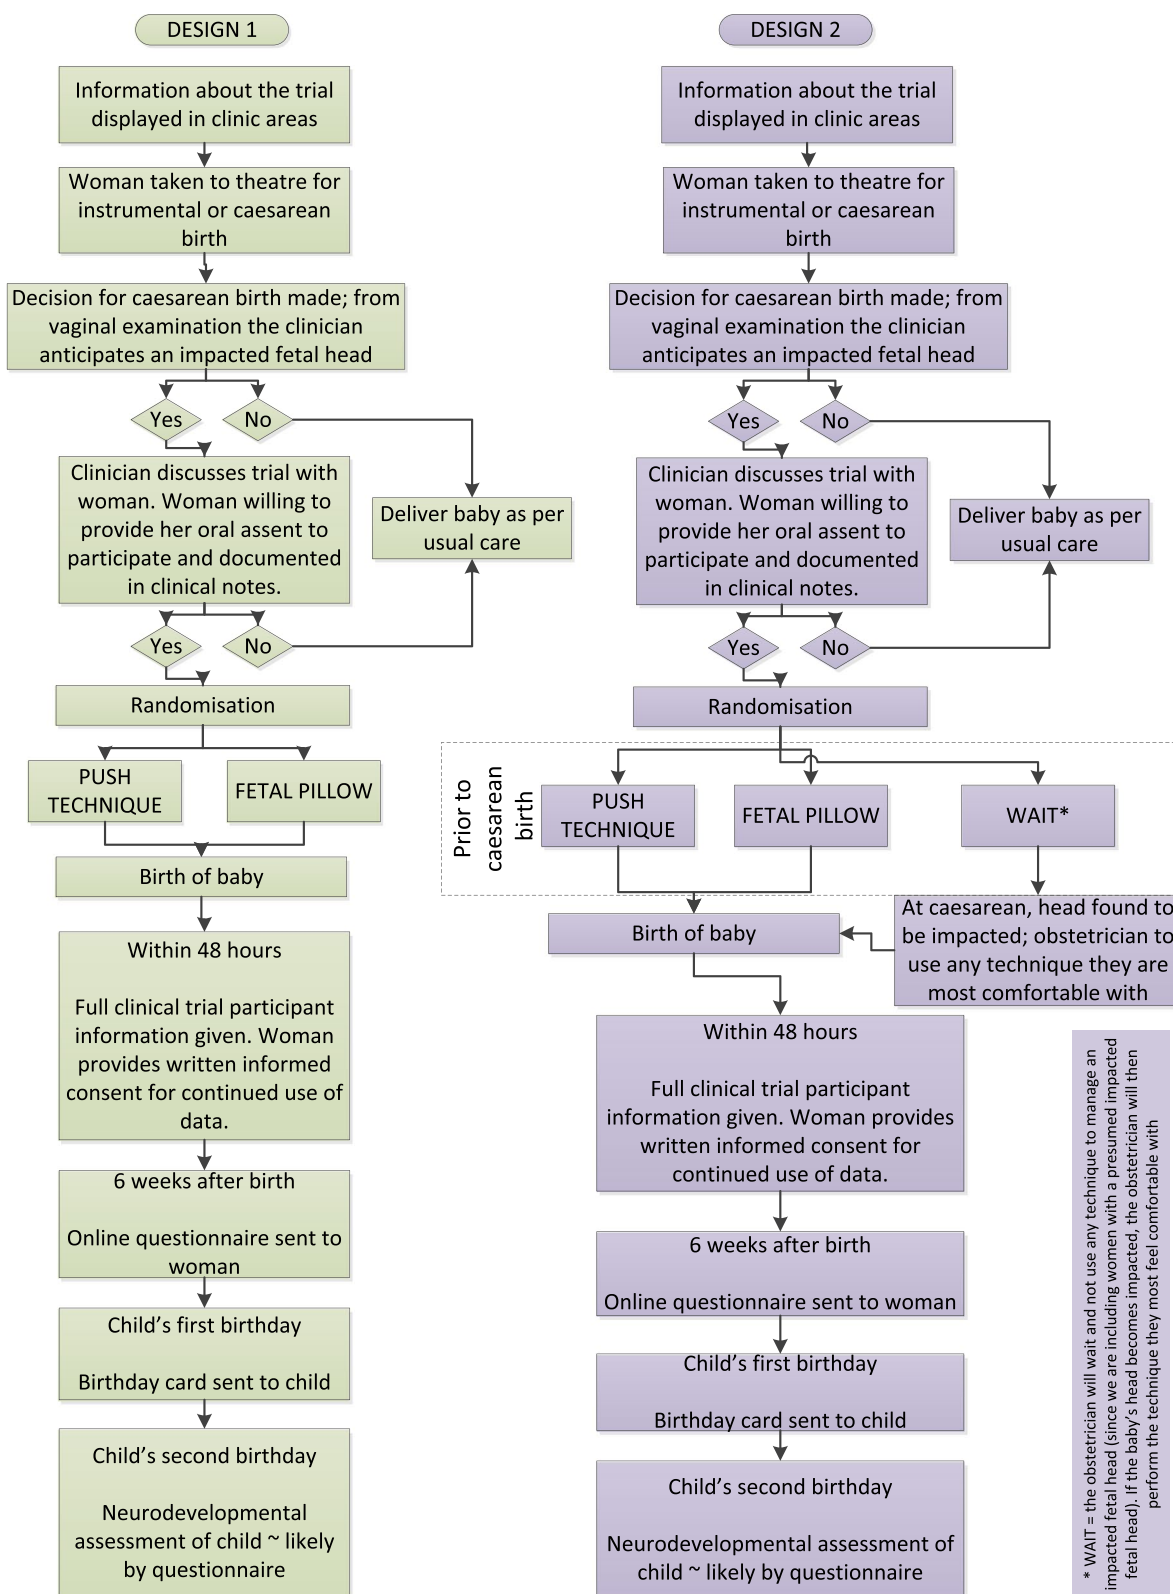 DESIGN 1
Information about the trial
displayed in clinic areas
Woman taken to theatre for
instrumental or caesarean
birth
Decision for caesarean birth made; from
vaginal examination the clinician
anticipates an impacted fetal head
Yes
No
Clinician discusses trial with
woman. Woman willing to
provide her oral assent to
participate and documented
in clinical notes.
Deliver baby as per
usual care
Yes
No
Randomisation
PUSH
TECHNIQUE
FETAL PILLOW
Birth of baby
Within 48 hours
Full clinical trial participant
information given. Woman
provides written informed
consent for continued use of
data.
6 weeks after birth
Online questionnaire sent to
woman
Child’s first birthday
Birthday card sent to child
Child’s second birthday
Neurodevelopmental
assessment of child ~ likely
by questionnaire
DESIGN 2
Information about the trial
displayed in clinic areas
Woman taken to theatre for
instrumental or caesarean
birth
Decision for caesarean birth made; from
vaginal examination the clinician
anticipates an impacted fetal head
Yes
No
Clinician discusses trial with
woman. Woman willing to
provide her oral assent to
participate and documented
in clinical notes.
Deliver baby as per
usual care
Yes
No
Randomisation
Prior to
caesarean
birth
PUSH
TECHNIQUE
FETAL PILLOW
WAIT*
At caesarean, head found to
be impacted; obstetrician to
use any technique they are
most comfortable with
Birth of baby
Within 48 hours
Full clinical trial participant
information given. Woman provides
written informed consent for
continued use of data.
6 weeks after birth
Online questionnaire sent to woman
Child’s first birthday
Birthday card sent to child
Child’s second birthday
Neurodevelopmental assessment of
child ~ likely by questionnaire
* WAIT = the obstetrician will wait and not use any technique to manage an
impacted fetal head (since we are including women with a presumed impacted
fetal head). If the baby’s head becomes impacted, the obstetrician will then
perform the technique they most feel comfortable with